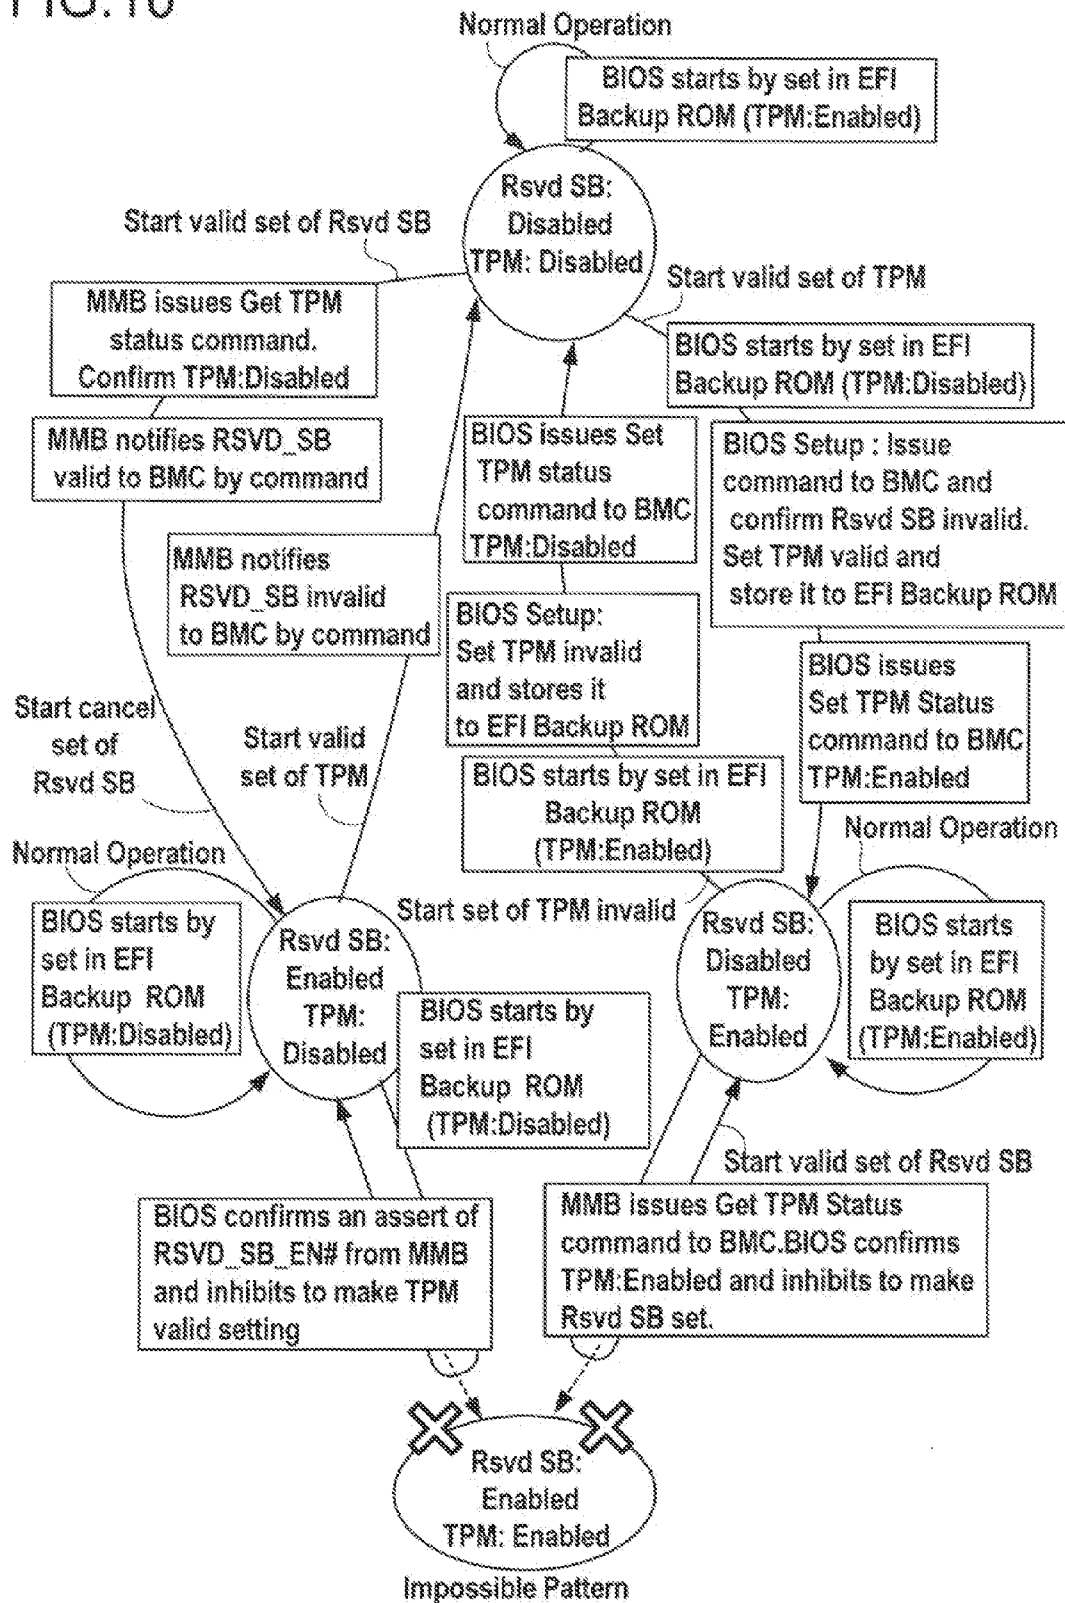 FIG.10
Normal Operation
BIOS starts by set in EFI
Backup ROM (TPM:Enabled)
Rsvd SB:
Disabled
TPM: Disabled
Start valid set of Rsvd SB
MMB issues Get TPM
status command.
Confirm TPM:Disabled
MMB notifies RSVD_SB
valid to BMC by command
Start valid set of TPM
BIOS starts by set in EFI
Backup ROM (TPM:Disabled)
BIOS issues Set
TPM status
command to BMC
TPM:Disabled
BIOS Setup : Issue
command to BMC and
confirm Rsvd SB invalid.
Set TPM valid and
store it to EFI Backup ROM
MMB notifies
RSVD_SB invalid
to BMC by command
BIOS Setup:
Set TPM invalid
and stores it
to EFI Backup ROM
BIOS issues
Set TPM Status
command to BMC
TPM:Enabled
Start cancel
set of
Rsvd SB
Start valid
set of TPM
BIOS starts by set in EFI
Backup ROM
(TPM:Enabled)
Normal Operation
Normal Operation
Start set of TPM invalid
BIOS starts by
set in EFI
Backup ROM
(TPM:Disabled)
Rsvd SB:
Enabled
TPM:
Disabled
BIOS starts by
set in EFI
Backup ROM
(TPM:Disabled)
Rsvd SB:
Disabled
TPM:
Enabled
BIOS starts
by set in EFI
Backup ROM
(TPM:Enabled)
Start valid set of Rsvd SB
BIOS confirms an assert of
RSVD_SB_EN# from MMB
and inhibits to make TPM
valid setting
MMB issues Get TPM Status
command to BMC.BIOS confirms
TPM:Enabled and inhibits to make
Rsvd SB set.
Rsvd SB:
Enabled
TPM: Enabled
Impossible Pattern